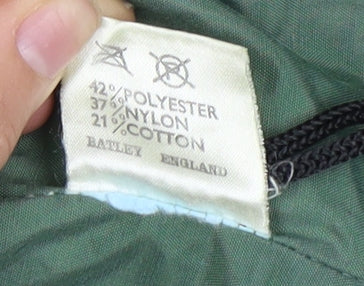 42% POLYESTER
37% NYLON
21% COTTON
BATLEY ENGLAND